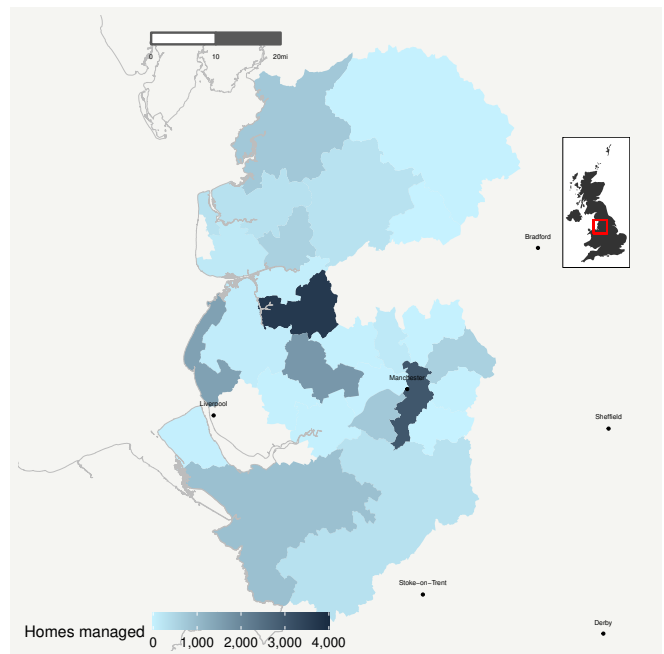 0 10 20mi
Bradford
Manchester
Liverpool
Sheffield
Stoke−on−Trent
Derby
Homes managed
0 1,000 2,000 3,000 4,000